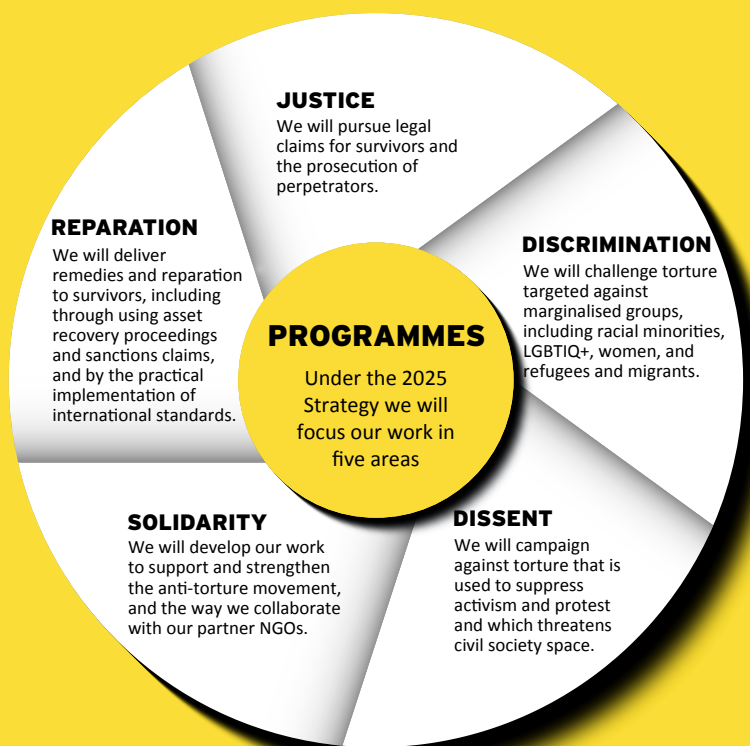 JUSTICE
We will pursue legal
claims for survivors and
the prosecution of
perpetrators.
DISCRIMINATION
We will challenge torture
targeted against
marginalised groups,
including racial minorities,
LGBTIQ+, women, and
refugees and migrants.
REPARATION
We will deliver
remedies and reparation
to survivors, including
through using asset
recovery proceedings
and sanctions claims,
and by the practical
implementation of
international standards.
PROGRAMMES
Under the 2025
Strategy we will
focus our work in
five areas
SOLIDARITY
We will develop our work
to support and strengthen
the anti-torture movement,
and the way we collaborate
with our partner NGOs.
DISSENT
We will campaign
against torture that is
used to suppress
activism and protest
and which threatens
civil society space.